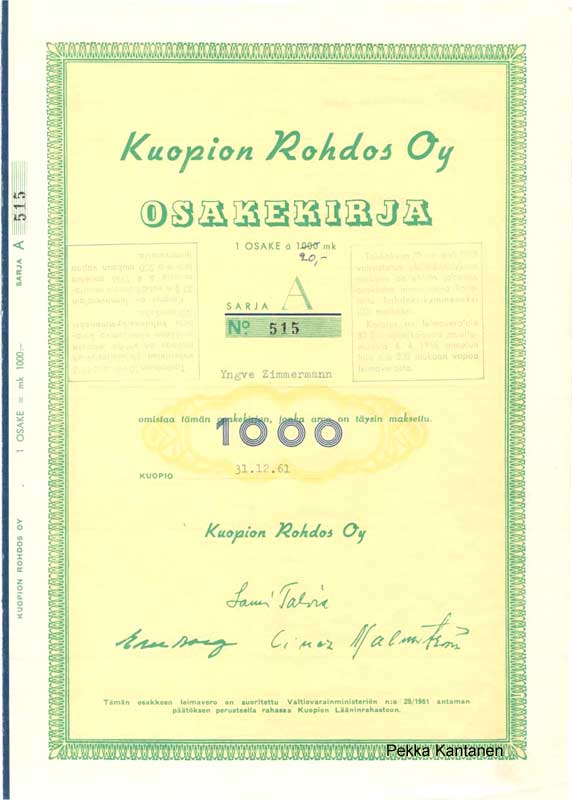 Kuopion Rohdos Oy
OSAKEKIRJA
1 OSAKE á 1000 mk
20,-
SARJA A
No. 515
Yngve Zimmermann
omistaa tämän osakekirjan, jonka arvo on täysin maksettu.
1000
KUOPIO 31.12.61
Kuopion Rohdos Oy
Malmström
Tämän osakkeen leimavero on suoritettu Valtiovarainministeriön n:o 25/1961 antaman
päätöksen perusteella rahassa Kuopion Lääninrahastoon.
KUOPION ROHDOS OY . 1 OSAKE = mk 1000:- SARJA A 515
Pekka Kantanen